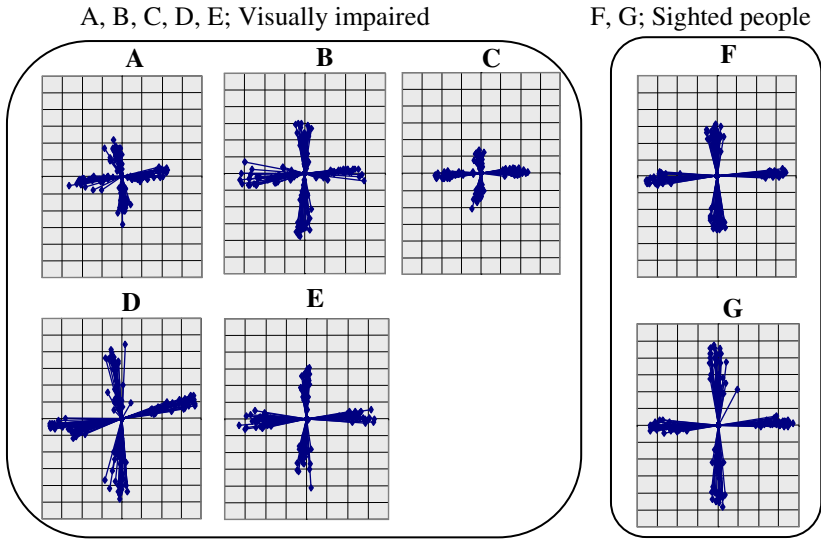 A, B, C, D, E; Visually impaired
F, G; Sighted people
A
B
C
F
D
E
G